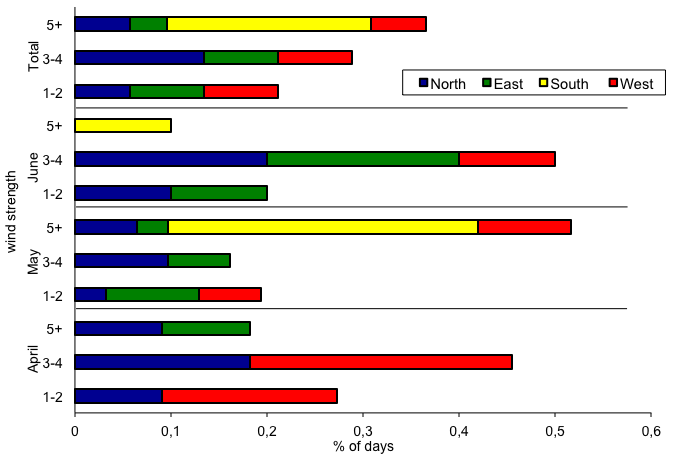 5+
Total 3-4
North East South West
1-2
5+
June 3-4
1-2
wind strength
5+
May 3-4
1-2
5+
April 3-4
1-2
0 0,1 0,2 0,3 0,4 0,5 0,6
% of days